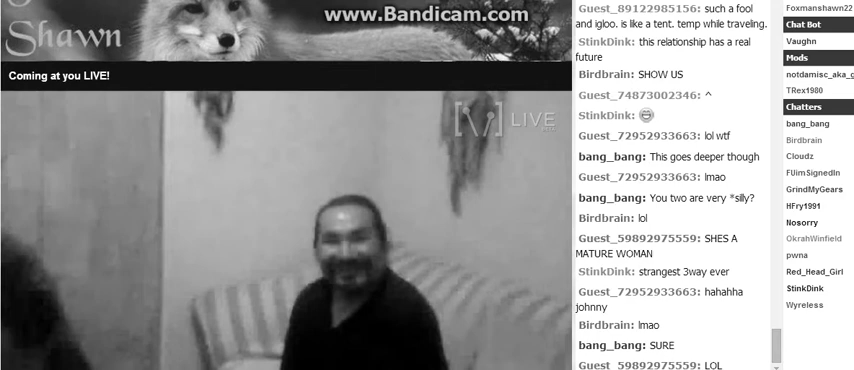 www.Bandicam.com
Shawn
Coming at you LIVE!
LIVE
BETA
Guest_89122985156: such a fool
and igloo. is like a tent. temp while traveling.
StinkDink: this relationship has a real
future
Birdbrain: SHOW US
Guest_74873002346: ^
StinkDink:
Guest_72952933663: lol wtf
bang_bang: This goes deeper though
Guest_72952933663: lmao
bang_bang: You two are very *silly?
Birdbrain: lol
Guest_59892975559: SHES A
MATURE WOMAN
StinkDink: strangest 3way ever
Guest_72952933663: hahahha
johnny
Birdbrain: lmao
bang_bang: SURE
Guest_59892975559: LOL
Foxmanshawn22
Chat Bot
Vaughn
Mods
notdamisc_aka_g
TRex1980
Chatters
bang_bang
Birdbrain
Cloudz
FUimSignedIn
GrindMyGears
HFry1991
Nosorry
OkrahWinfield
pwna
Red_Head_Girl
StinkDink
Wyreless